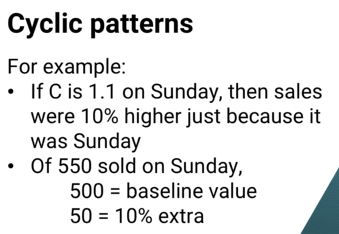 Cyclic patterns
For example:
• If C is 1.1 on Sunday, then sales
were 10% higher just because it
was Sunday
• Of 550 sold on Sunday,
500 = baseline value
50 = 10% extra